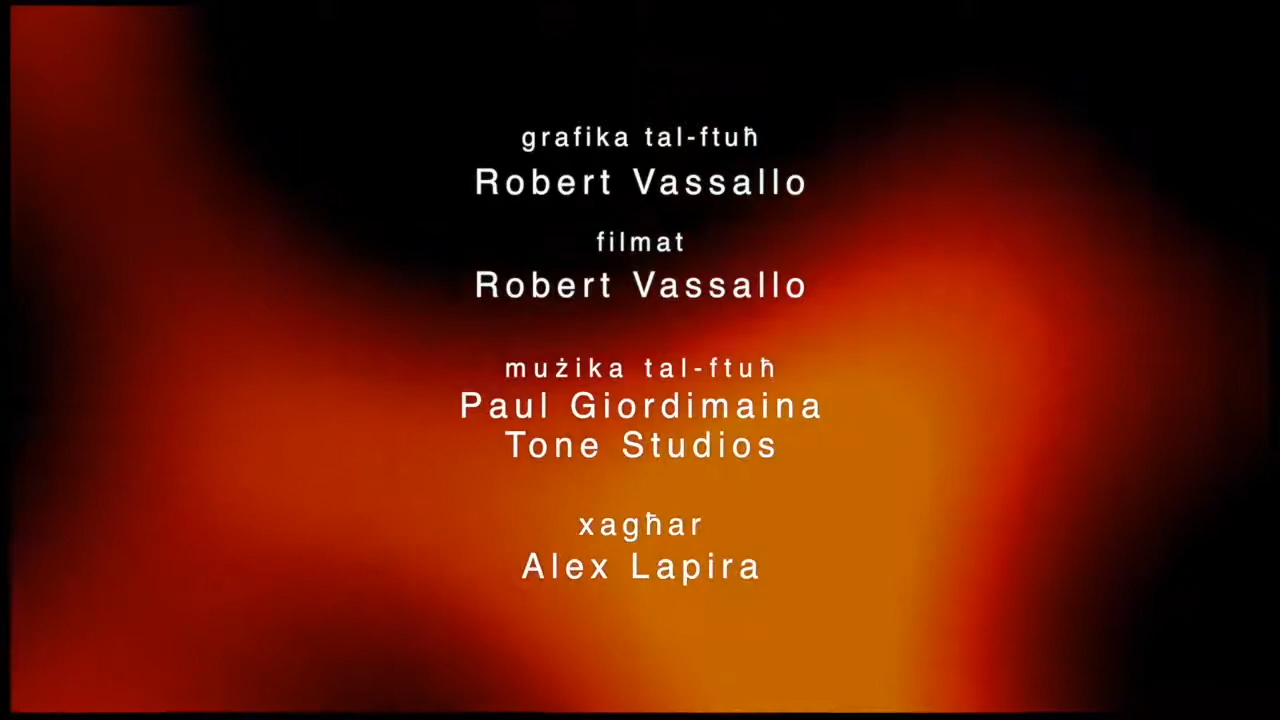 grafika tal-ftuħ
Robert Vassallo
filmat
Robert Vassallo
mużika tal-ftuħ
Paul Giordimaina
Tone Studios
xagħar
Alex Lapira